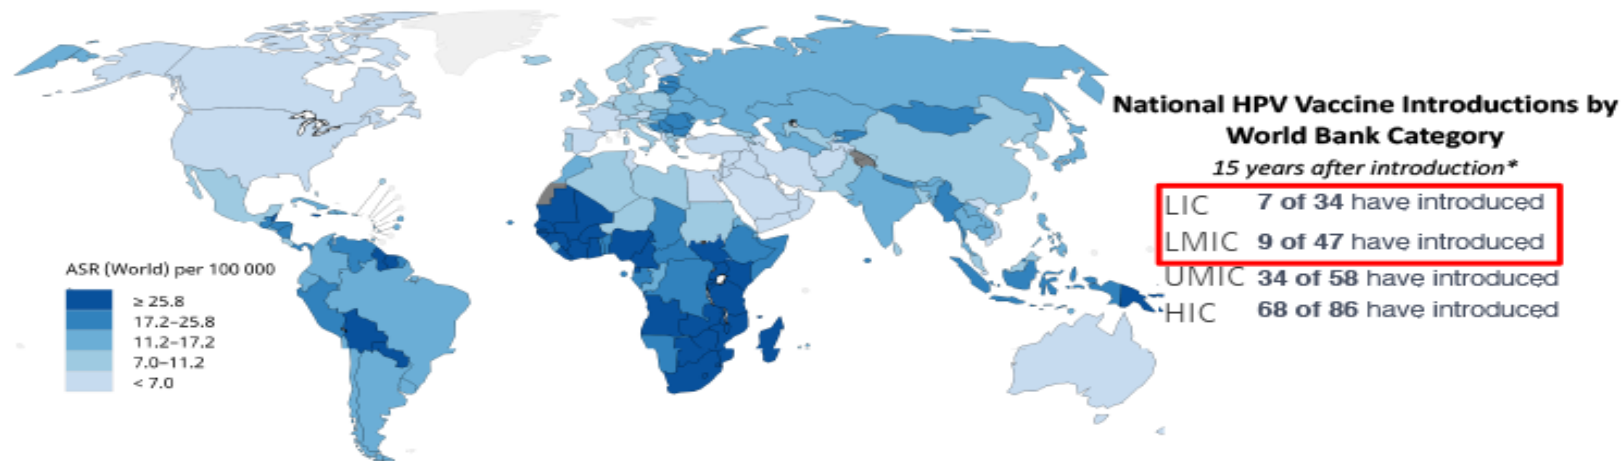 National HPV Vaccine Introductions by
World Bank Category
15 years after introduction*
LIC 7 of 34 have introduced
LMIC 9 of 47 have introduced
UMIC 34 of 58 have introduced
HIC 68 of 86 have introduced
ASR (World) per 100 000
≥ 25.8
17.2–25.8
11.2–17.2
7.0–11.2
< 7.0